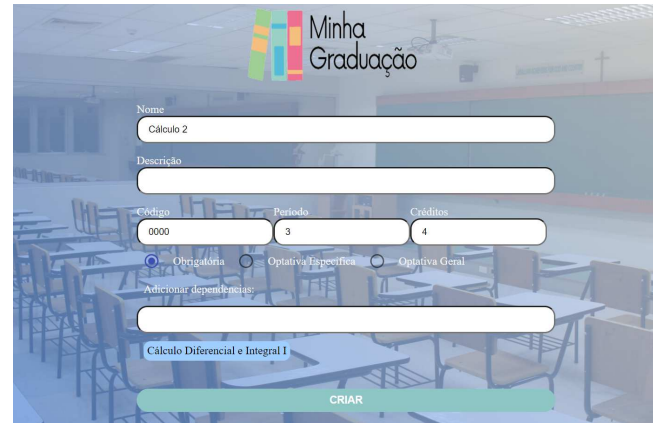 Minha
Graduação
Nome
Cálculo 2
Descrição
Código Período Créditos
0000 3 4
Obrigatória Optativa Específica Optativa Geral
Adicionar dependencias:
Cálculo Diferencial e Integral I
CRIAR